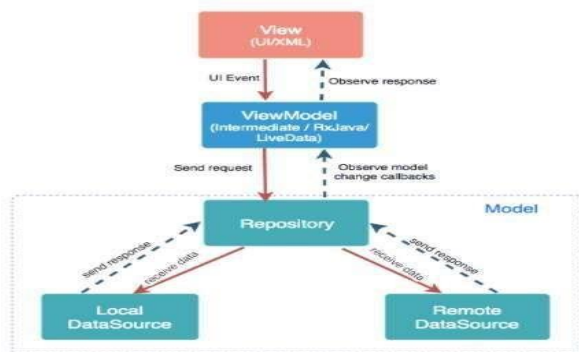 View
(UI/XML)
UI Event
Observe response
ViewModel
(Intermediate / RxJava/
LiveData)
Send request
Observe model
change callbacks
Model
Repository
send response
receive data
receive data
send response
Local
DataSource
Remote
DataSource